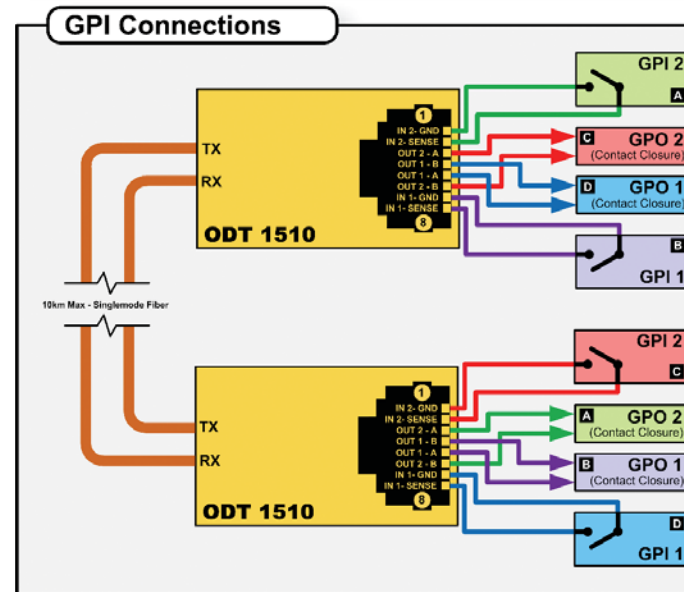 GPI Connections
TX
RX
ODT 1510
1
IN 2- GND
IN 2- SENSE
OUT 2 - A
OUT 1 - B
OUT 1 - A
OUT 2 - B
IN 1- GND
IN 1- SENSE
8
GPI 2
A
C GPO 2
(Contact Closure)
D GPO 1
(Contact Closure)
B
GPI 1
10km Max - Singlemode Fiber
TX
RX
ODT 1510
1
IN 2- GND
IN 2- SENSE
OUT 2 - A
OUT 1 - B
OUT 1 - A
OUT 2 - B
IN 1- GND
IN 1- SENSE
8
GPI 2
C
A GPO 2
(Contact Closure)
B GPO 1
(Contact Closure)
D
GPI 1